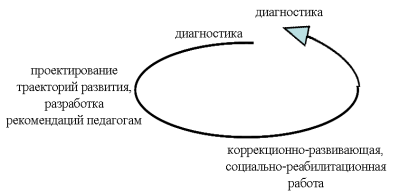 диагностика
диагностика
проектирование
траекторий развития,
разработка
рекомендаций педагогам
коррекционно-развивающая,
социально-реабилитационная
работа